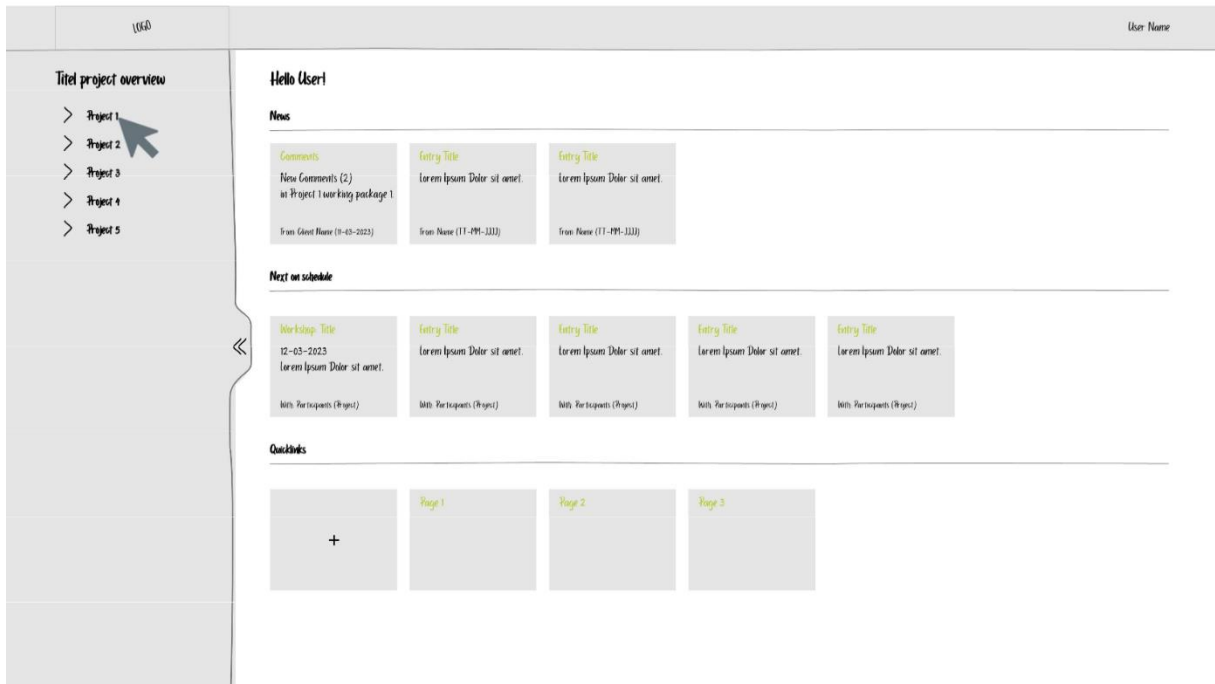 LOGO
User Name
Titel project overview
Project 1
Project 2
Project 3
Project 4
Project 5
Hello User!
News
Comments
New Comments (2)
in Project 1 working package 1
From Client Name (11-03-2023)
Entry Title
Lorem Ipsum Dolor sit amet.
From Name (TT-MM-JJJJ)
Entry Title
Lorem Ipsum Dolor sit amet.
From Name (TT-MM-JJJJ)
Next on schedule
Workshop Title
12-03-2023
Lorem Ipsum Dolor sit amet.
With Participants (Project)
Entry Title
Lorem Ipsum Dolor sit amet.
With Participants (Project)
Entry Title
Lorem Ipsum Dolor sit amet.
With Participants (Project)
Entry Title
Lorem Ipsum Dolor sit amet.
With Participants (Project)
Entry Title
Lorem Ipsum Dolor sit amet.
With Participants (Project)
Quicklinks
+
Page 1
Page 2
Page 3